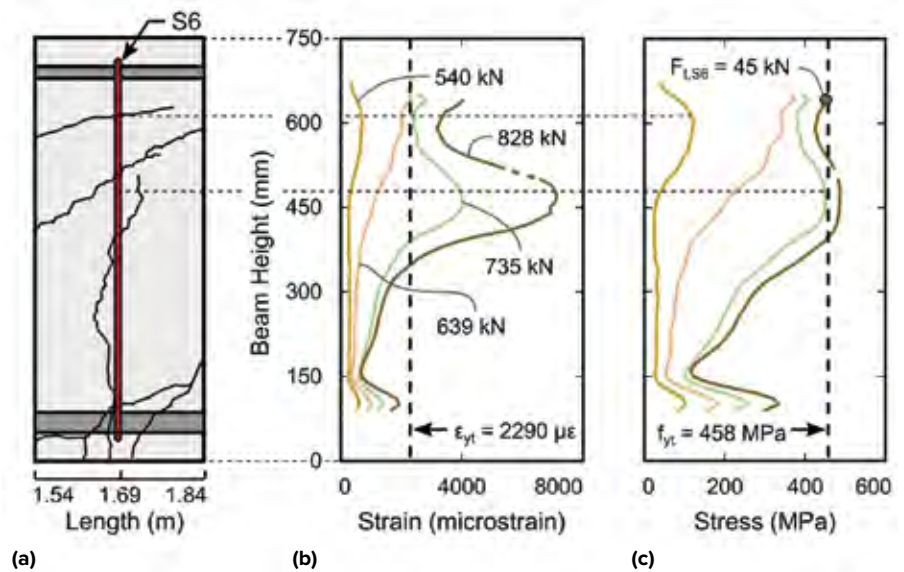 S6
1.54 1.69 1.84
Length (m)
(a)
Beam Height (mm)
750
600
450
300
150
0
540 kN
828 kN
735 kN
639 kN
εyt = 2290 µε
0 4000 8000
Strain (microstrain)
(b)
Ft,S6 = 45 kN
fyt = 458 MPa
0 200 400 600
Stress (MPa)
(c)